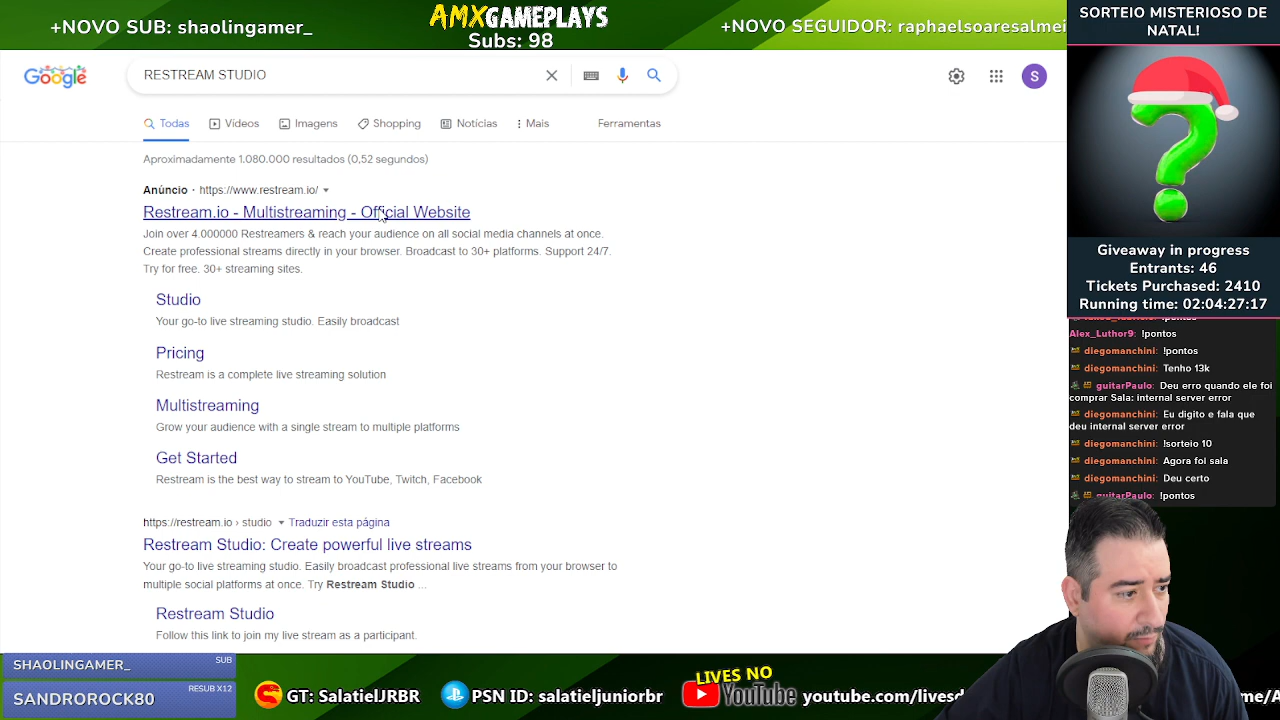 +NOVO SUB: shaolingamer_
AMXGAMEPLAYS
Subs: 98
+NOVO SEGUIDOR: raphaelsoaresalmei
SORTEIO MISTERIOSO DE
NATAL!
Google
RESTREAM STUDIO
S
Todas
Vídeos
Imagens
Shopping
Notícias
Mais
Ferramentas
Aproximadamente 1.080.000 resultados (0,52 segundos)
Anúncio · https://www.restream.io/
Restream.io - Multistreaming - Official Website
Join over 4.000000 Restreamers & reach your audience on all social media channels at once.
Create professional streams directly in your browser. Broadcast to 30+ platforms. Support 24/7.
Try for free. 30+ streaming sites.
Studio
Your go-to live streaming studio. Easily broadcast
Pricing
Restream is a complete live streaming solution
Multistreaming
Grow your audience with a single stream to multiple platforms
Get Started
Restream is the best way to stream to YouTube, Twitch, Facebook
https://restream.io › studio Traduzir esta página
Restream Studio: Create powerful live streams
Your go-to live streaming studio. Easily broadcast professional live streams from your browser to
multiple social platforms at once. Try Restream Studio ...
Restream Studio
Follow this link to join my live stream as a participant.
Giveaway in progress
Entrants: 46
Tickets Purchased: 2410
Running time: 02:04:27:17
Alex_Luthor9: !pontos
diegomanchini: !pontos
diegomanchini: Tenho 13k
guitarPaulo: Deu erro quando ele foi
comprar Sala: internal server error
diegomanchini: Eu digito e fala que
deu internal server error
diegomanchini: !sorteio 10
diegomanchini: Agora foi sala
diegomanchini: Deu certo
guitarPaulo: !pontos
SHAOLINGAMER_
SUB
SANDROROCK80
RESUB X12
GT: SalatielJRBR
PSN ID: salatieljuniorbr
LIVES NO
YouTube
youtube.com/livesd
me/A